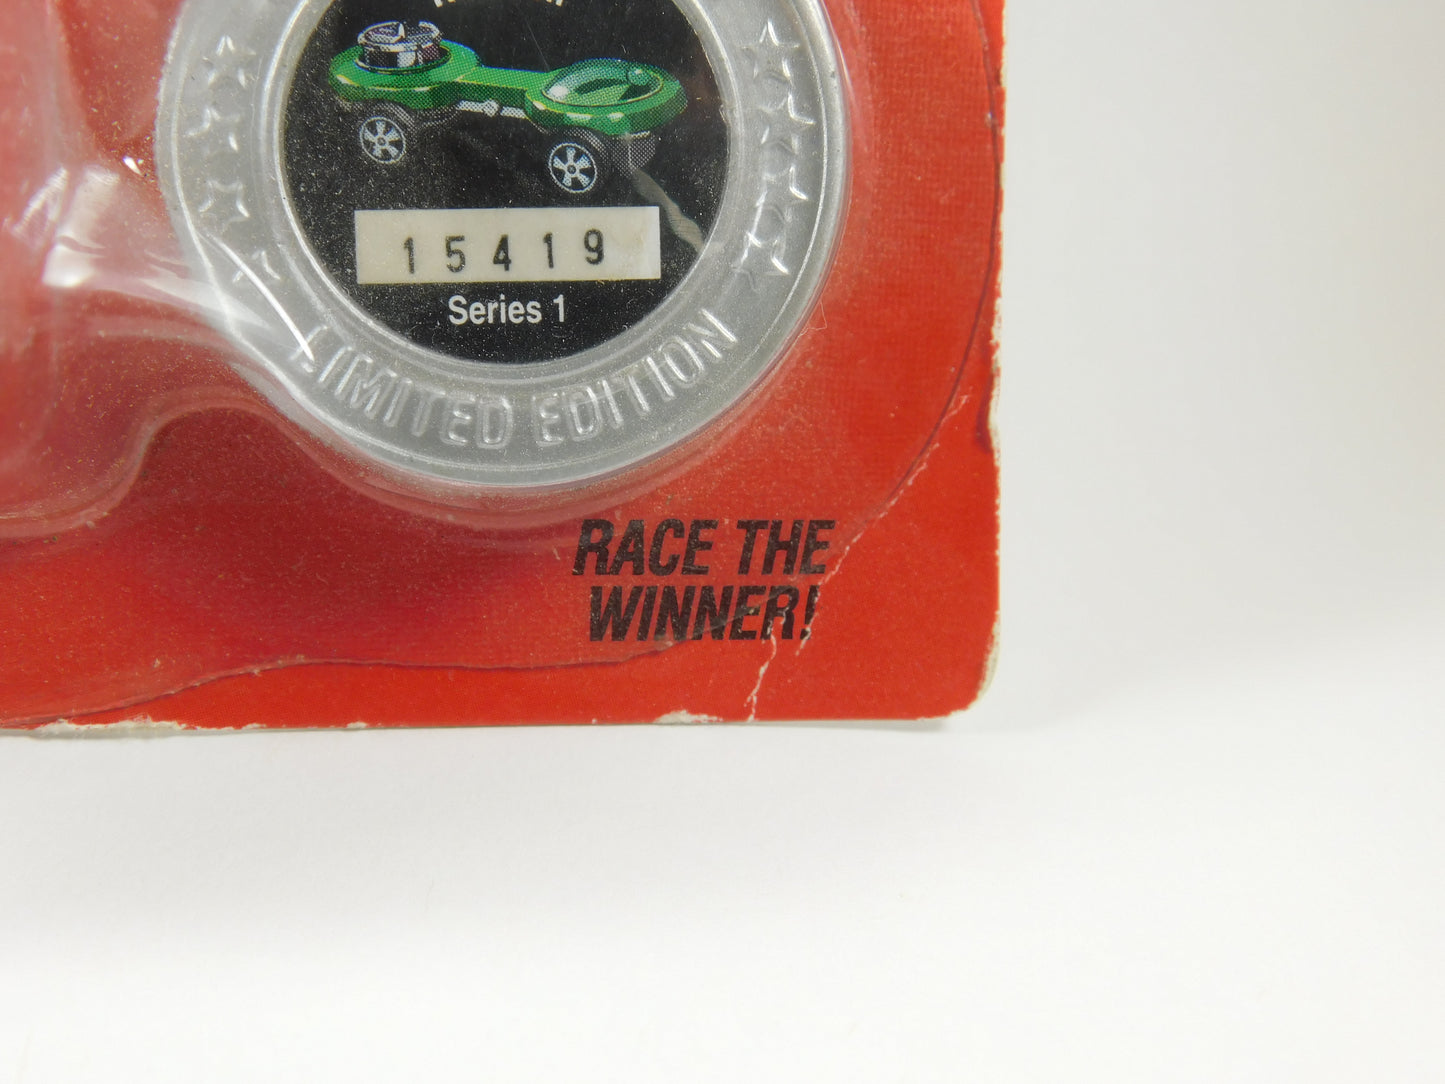 15419
Series 1
LIMITED EDITION
RACE THE
WINNER!